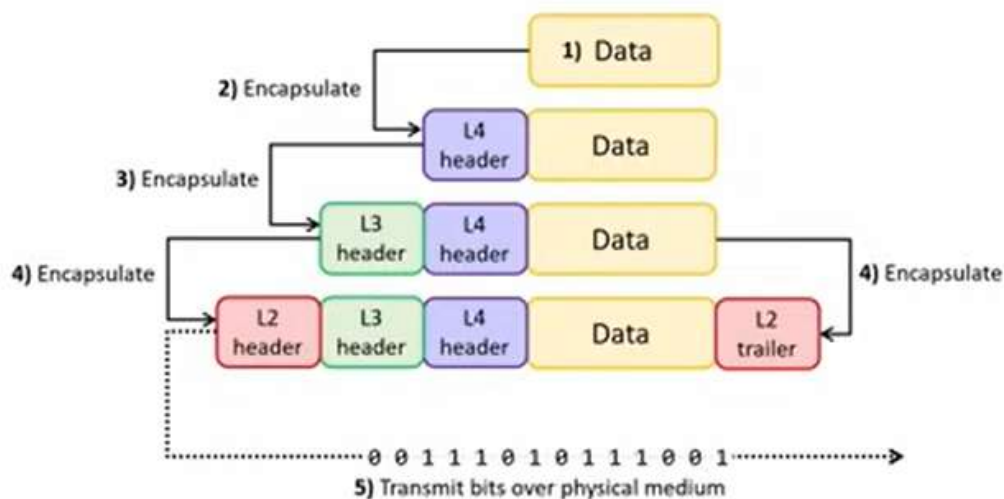 1) Data
2) Encapsulate
L4
header
Data
3) Encapsulate
L3
header
L4
header
Data
4) Encapsulate
4) Encapsulate
L2
header
L3
header
L4
header
Data
L2
trailer
0 0 1 1 1 0 1 0 1 1 1 0 0 1
5) Transmit bits over physical medium